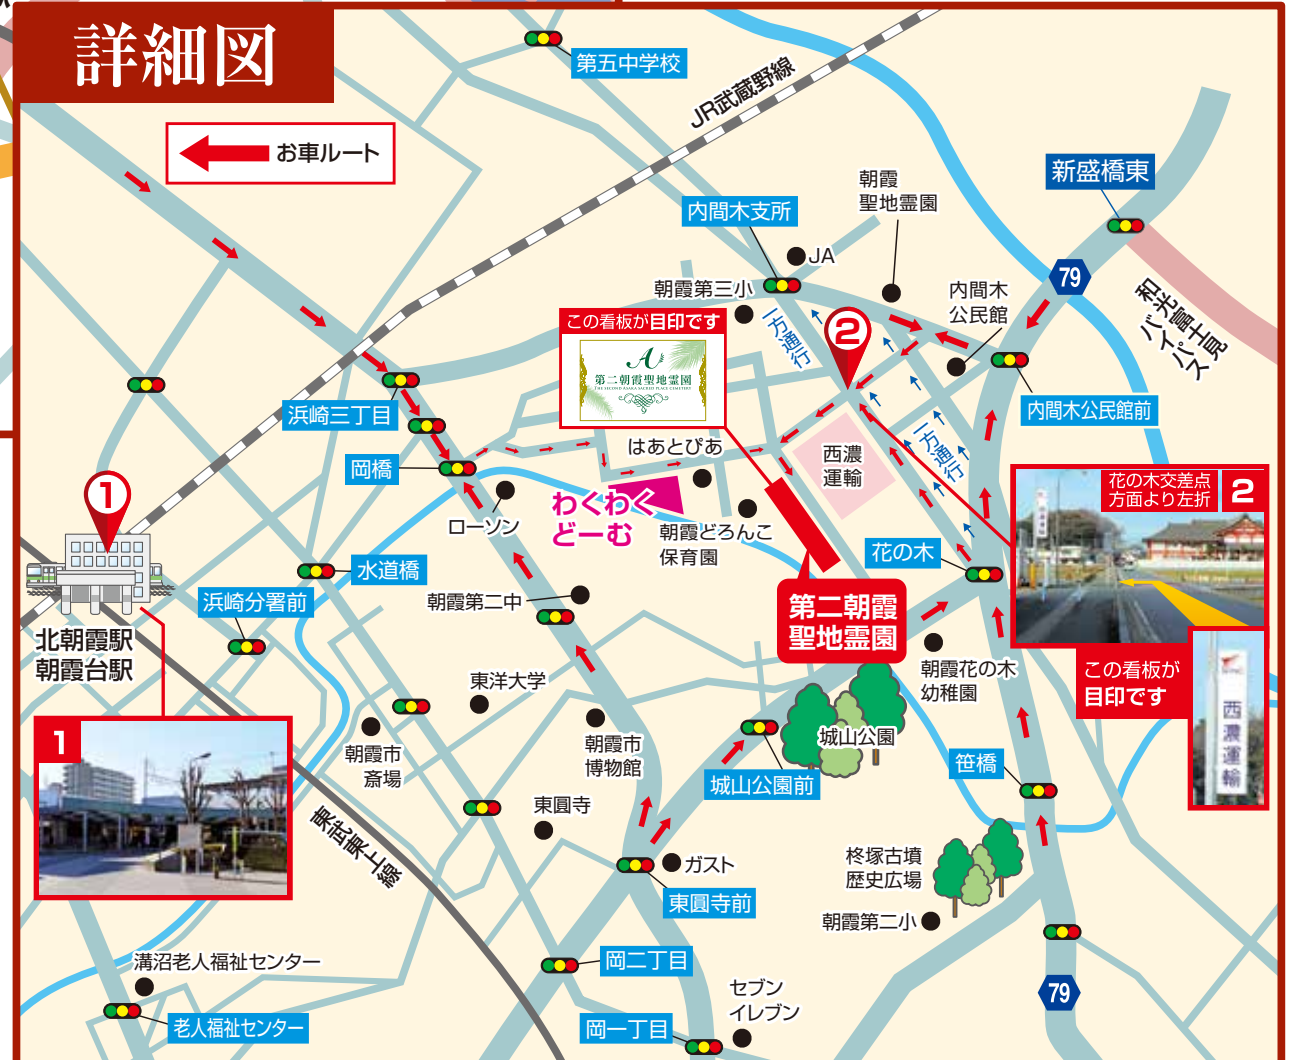 詳細図
お車ルート
第五中学校
JR武蔵野線
新盛橋東
朝霞
聖地霊園
内間木支所
JA
79
朝霞第三小
内間木
公民館
和光富士見
バイパス
一方通行
2
この看板が目印です
A
第二朝霞聖地霊園
THE SECOND ASAKA SACRED PLACE CEMETERY
内間木公民館前
浜崎三丁目
はあとぴあ
西濃
運輸
一方通行
岡橋
花の木交差点
方面より左折
2
1
わくわく
どーむ
ローソン
朝霞どろんこ
保育園
花の木
水道橋
浜崎分署前
朝霞第二中
第二朝霞
聖地霊園
北朝霞駅
朝霞台駅
朝霞花の木
幼稚園
この看板が
目印です
西濃運輸
東洋大学
1
朝霞市
斎場
朝霞市
博物館
城山公園
笹橋
城山公園前
東圓寺
東武東上線
ガスト
柊塚古墳
歴史広場
東圓寺前
朝霞第二小
溝沼老人福祉センター
岡二丁目
セブン
イレブン
79
老人福祉センター
岡一丁目